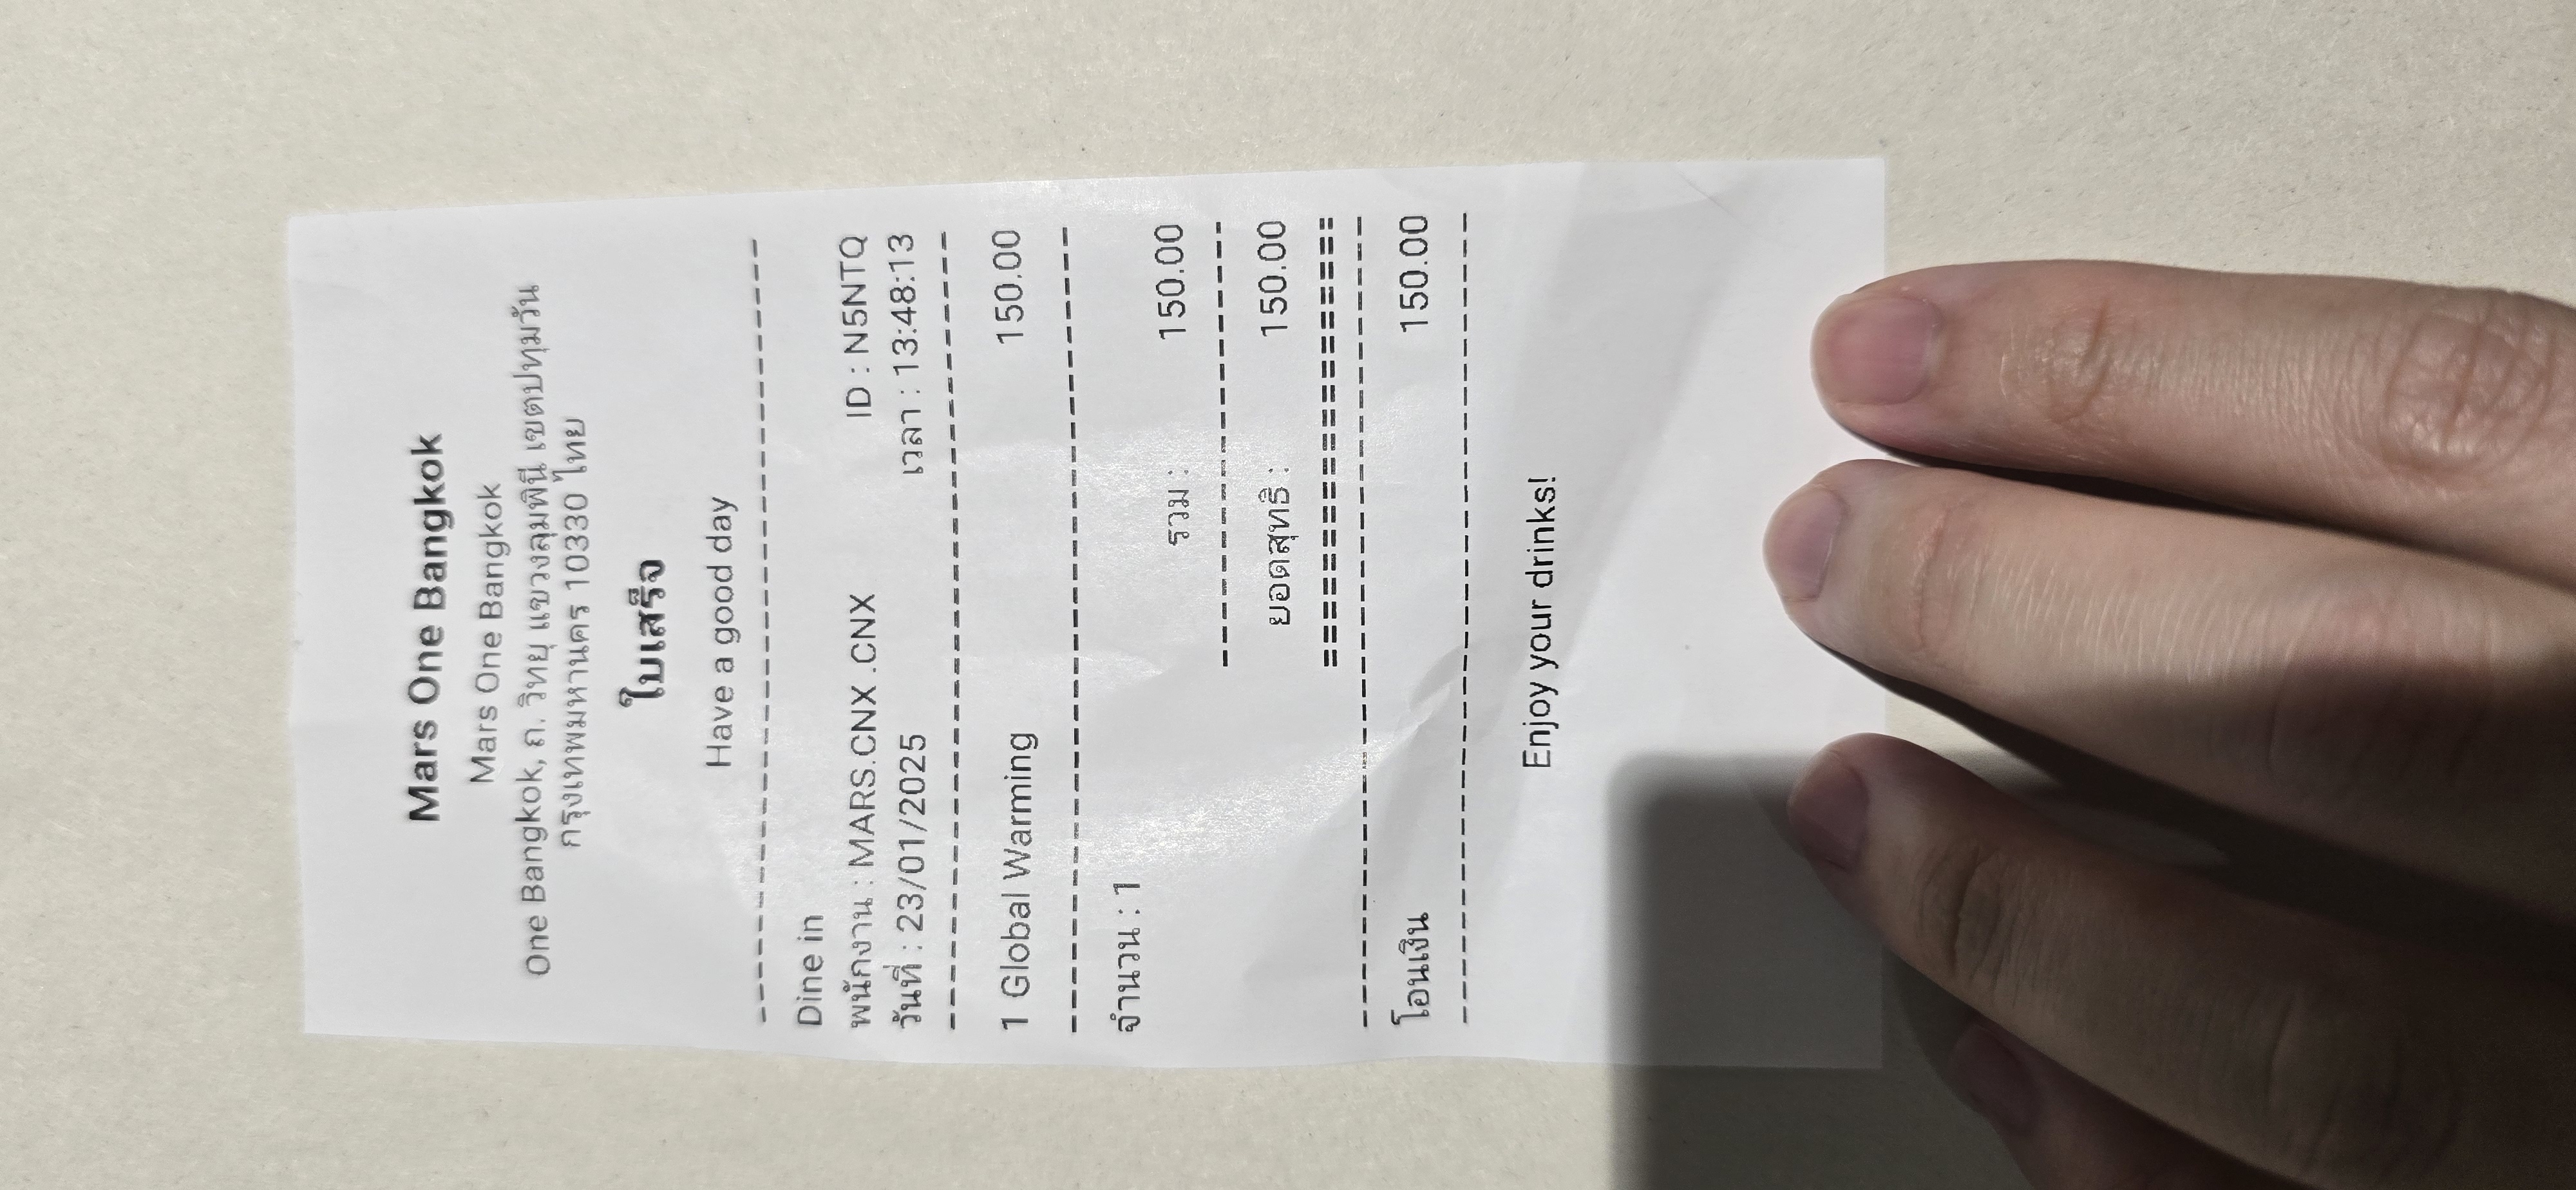 Mars One Bangkok
Mars One Bangkok
One Bangkok, ถ. วิทยุ แขวงลุมพินี เขตปทุมวัน
กรุงเทพมหานคร 10330 ไทย
ใบเสร็จ
Have a good day
Dine in
พนักงาน : MARS.CNX .CNX ID : N5NTQ
วันที่ : 23/01/2025 เวลา : 13:48:13
1 Global Warming 150.00
จำนวน : 1
รวม : 150.00
ยอดสุทธิ : 150.00
โอนเงิน 150.00
Enjoy your drinks!